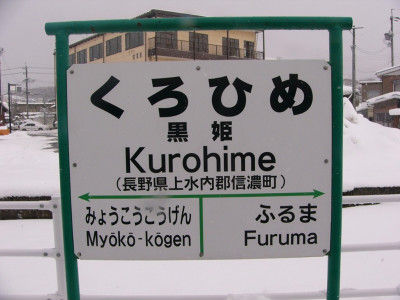 くろひめ
黒姫
Kurohime
(長野県上水内郡信濃町)
みょうこうこうげん ふるま
Myōkō-kōgen Furuma